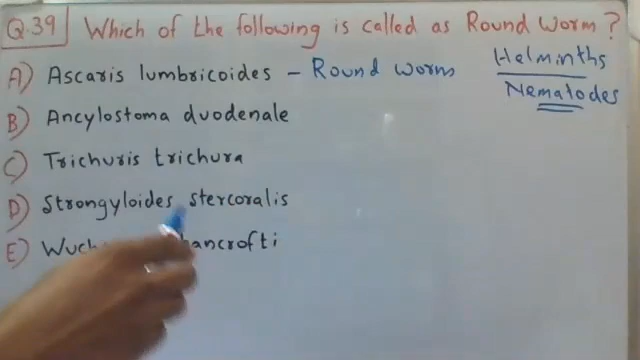 Q.39 Which of the following is called as Round Worm ?
Helminths
Nematodes
A) Ascaris lumbricoides – Round worm
B) Ancylostoma duodenale
C) Trichuris trichura
D) Strongyloides stercoralis
E) bancrofti